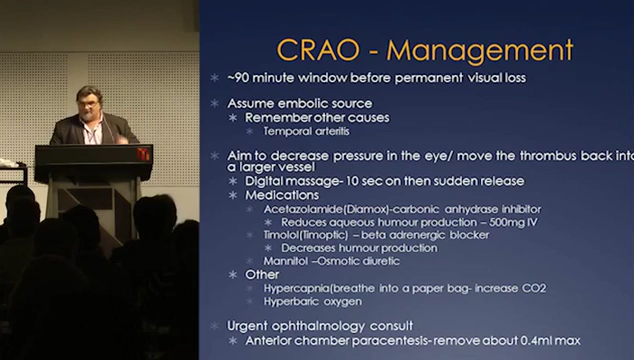 CRAO - Management
~90 minute window before permanent visual loss
Assume embolic source
Remember other causes
Temporal arteritis
Aim to decrease pressure in the eye/ move the thrombus back into
a larger vessel
Digital massage- 10 sec on then sudden release
Medications
Acetazolamide(Diamox)-carbonic anhydrase inhibitor
Reduces aqueous humour production – 500mg IV
Timolol(Timoptic) – beta adrenergic blocker
Decreases humour production
Mannitol –Osmotic diuretic
Other
Hypercapnia(breathe into a paper bag- increase CO2
Hyperbaric oxygen
Urgent ophthalmology consult
Anterior chamber paracentesis- remove about 0.4ml max